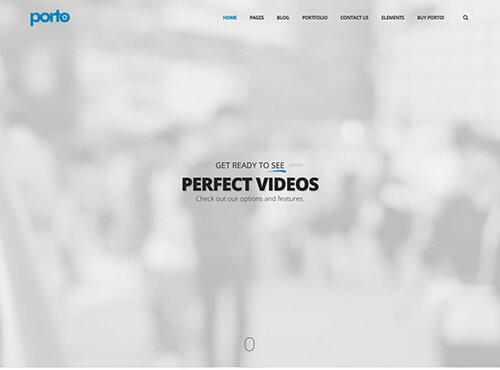 porto
HOME PAGES BLOG PORTFOLIO CONTACT US ELEMENTS BUY PORTO!
GET READY TO SEE
PERFECT VIDEOS
Check out our options and features.